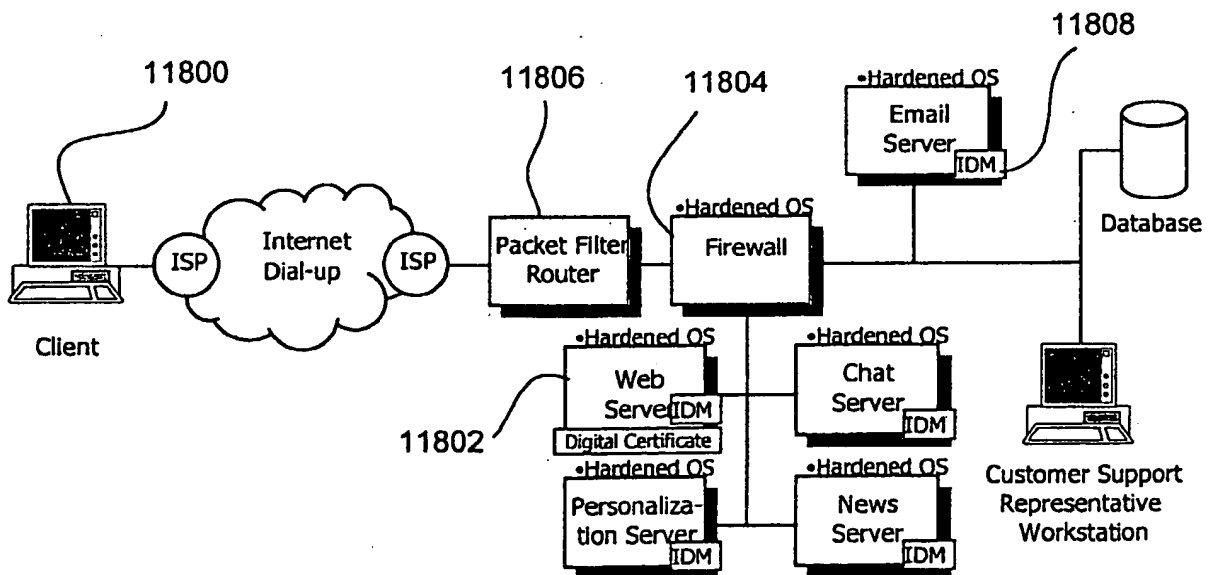 11800
11806
11804
11808
•Hardened OS
Email
Server
IDM
Database
ISP
Internet
Dial-up
ISP
Packet Filter
Router
•Hardened OS
Firewall
Client
•Hardened OS
Web
Server
IDM
Digital Certificate
11802
•Hardened OS
Chat
Server
IDM
•Hardened OS
Personaliza-
tion Server
IDM
•Hardened OS
News
Server
IDM
Customer Support
Representative
Workstation